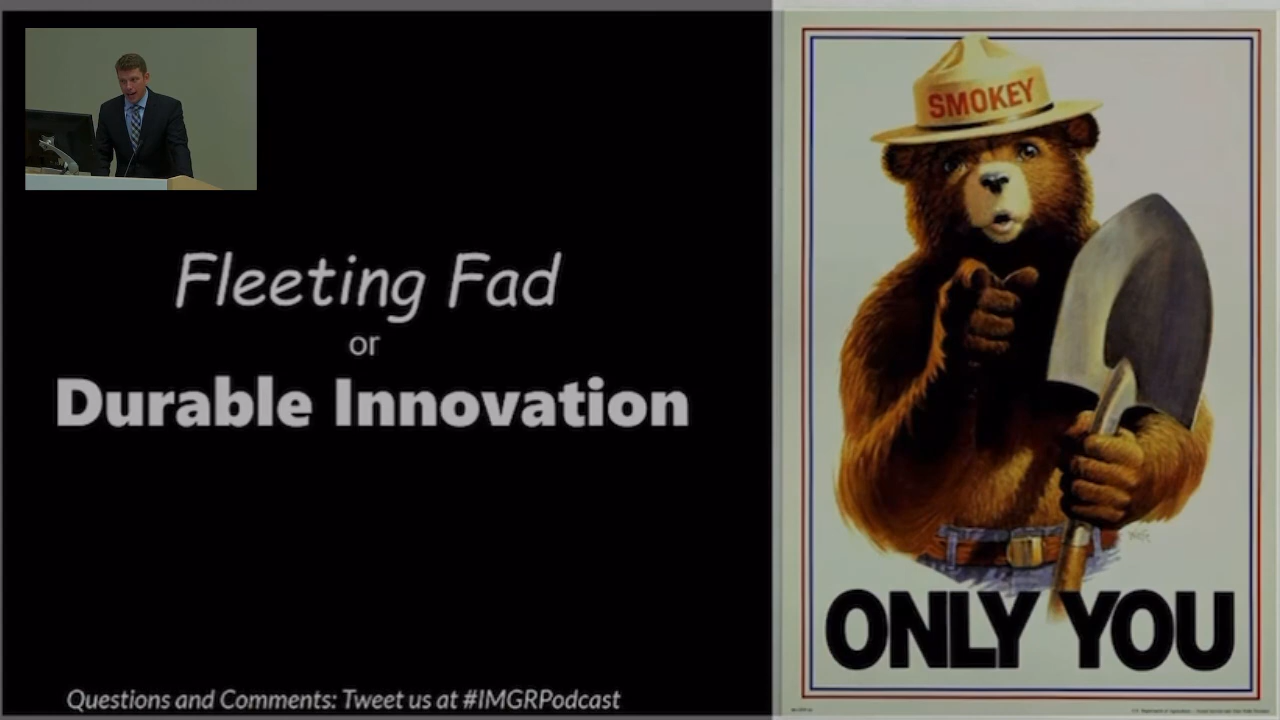 Fleeting Fad
or
Durable Innovation
Questions and Comments: Tweet us at #IMGRPodcast
SMOKEY
ONLY YOU